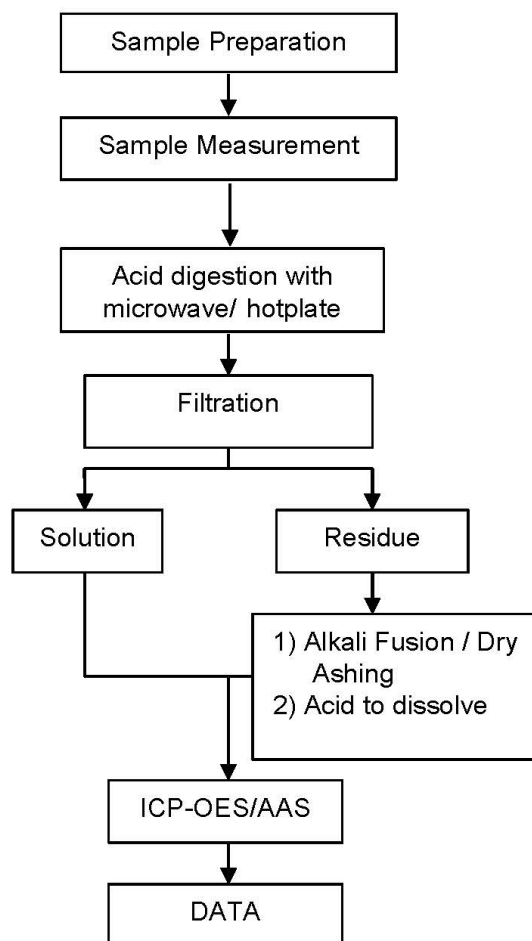 Sample Preparation
Sample Measurement
Acid digestion with
microwave/ hotplate
Filtration
Solution
Residue
1) Alkali Fusion / Dry
Ashing
2) Acid to dissolve
ICP-OES/AAS
DATA